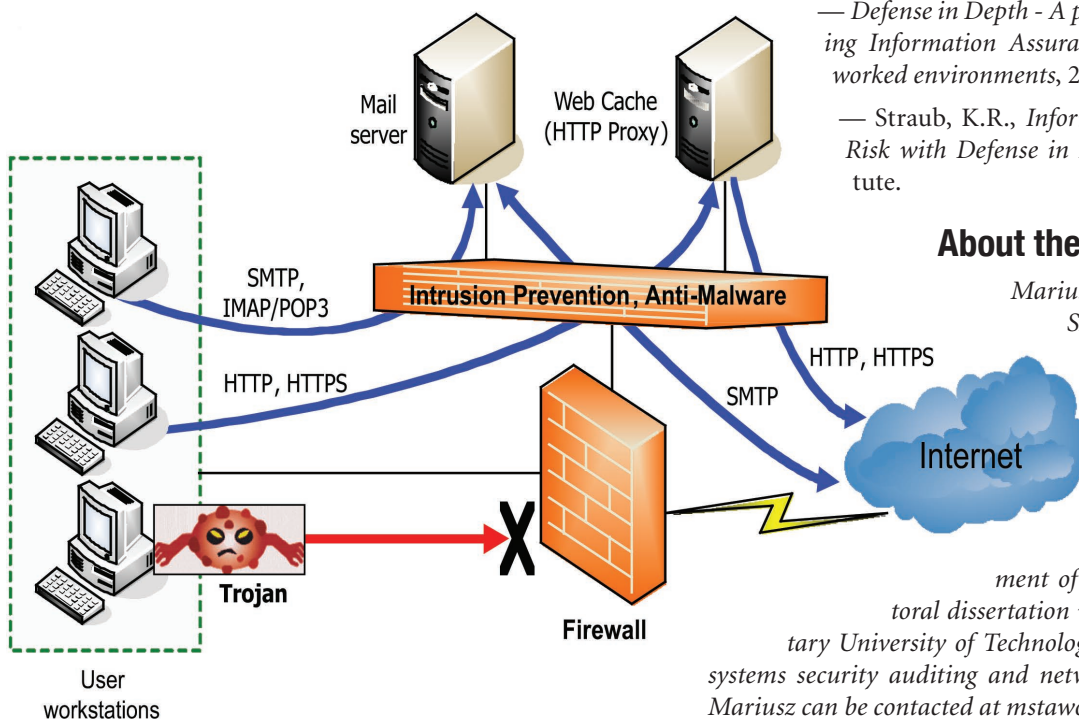 — Defense in Depth - A p
ing Information Assura
worked environments, 2
— Straub, K.R., Infor
Risk with Defense in
tute.
About the
Mariu
S
Mail
server
Web Cache
(HTTP Proxy)
SMTP,
IMAP/POP3
Intrusion Prevention, Anti-Malware
HTTP, HTTPS
HTTP, HTTPS
SMTP
Internet
Trojan
X
Firewall
User
workstations
ment of
toral dissertation
tary University of Technolog
systems security auditing and netw
Mariusz can be contacted at mstawo